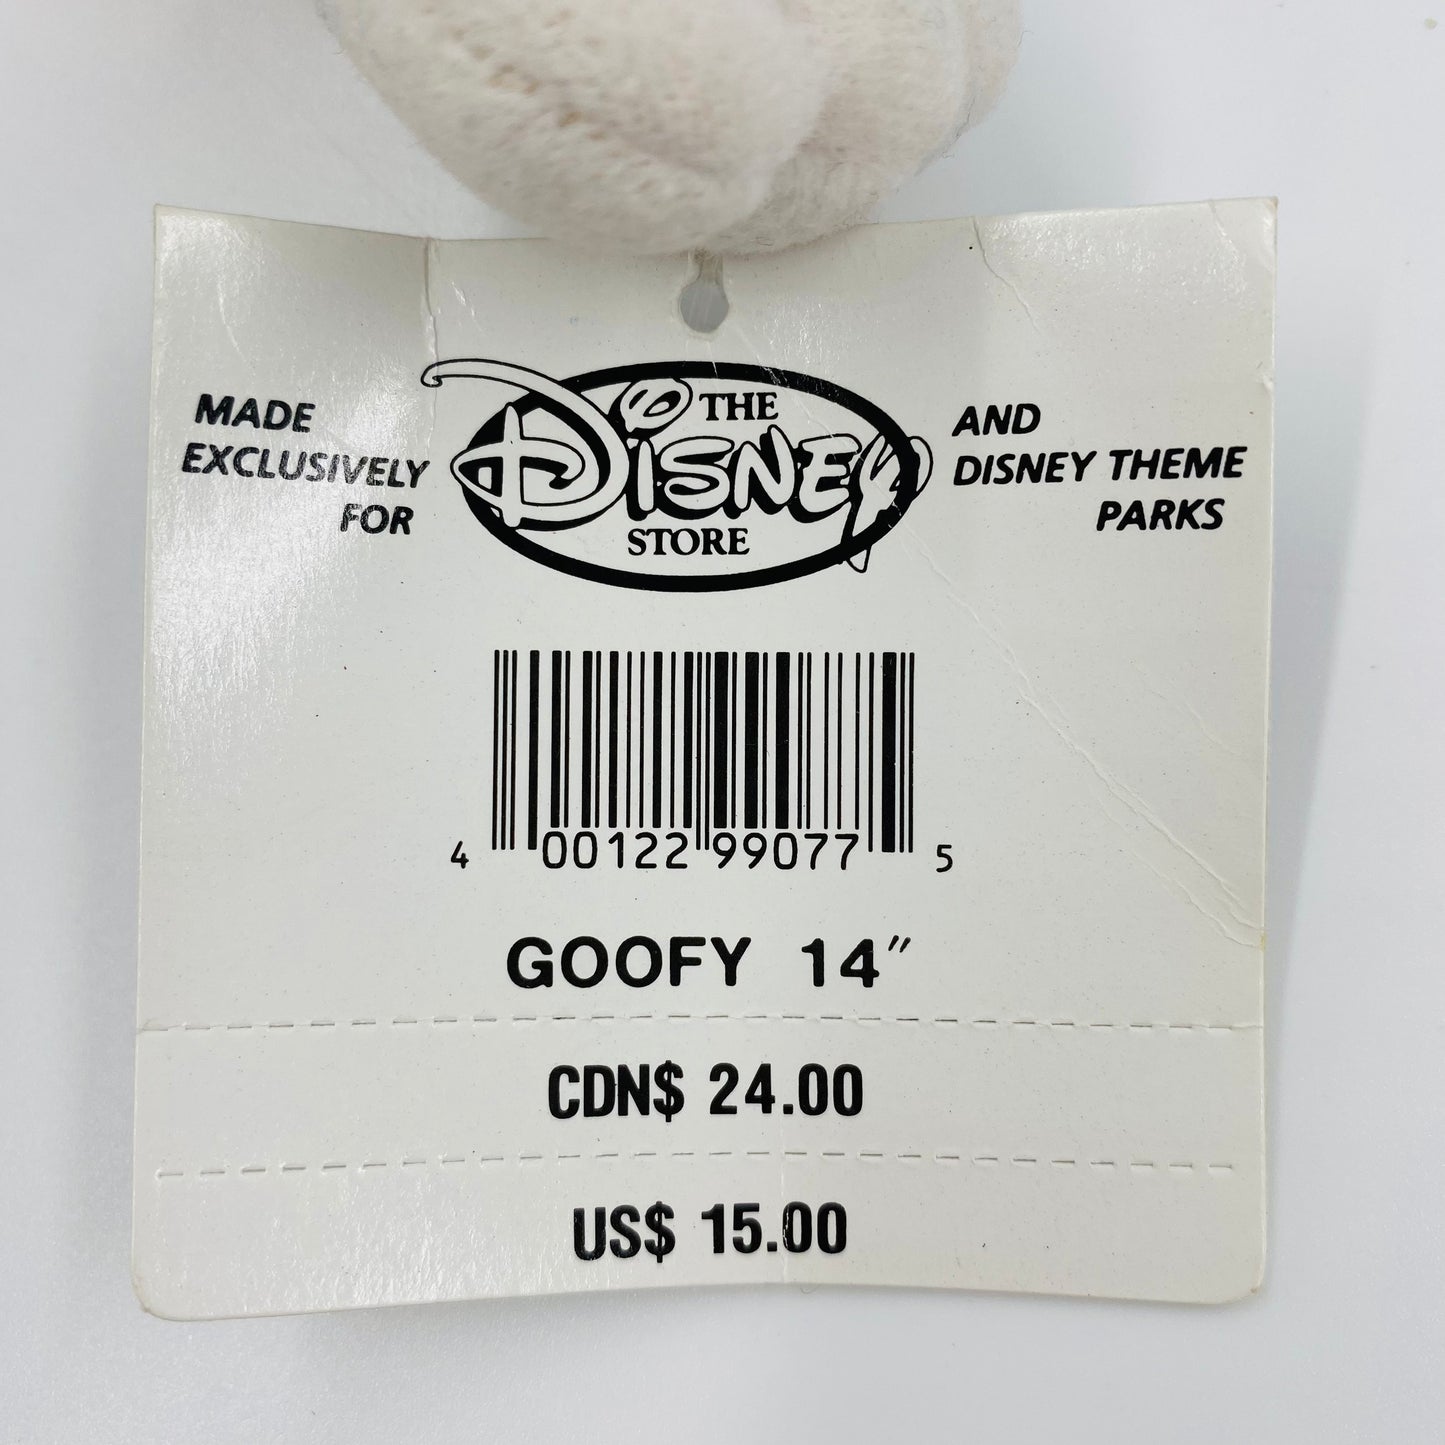 MADE
EXCLUSIVELY
FOR
THE
DISNEY
STORE
AND
DISNEY THEME
PARKS
4 00122 99077 5
GOOFY 14"
CDN$ 24.00
US$ 15.00